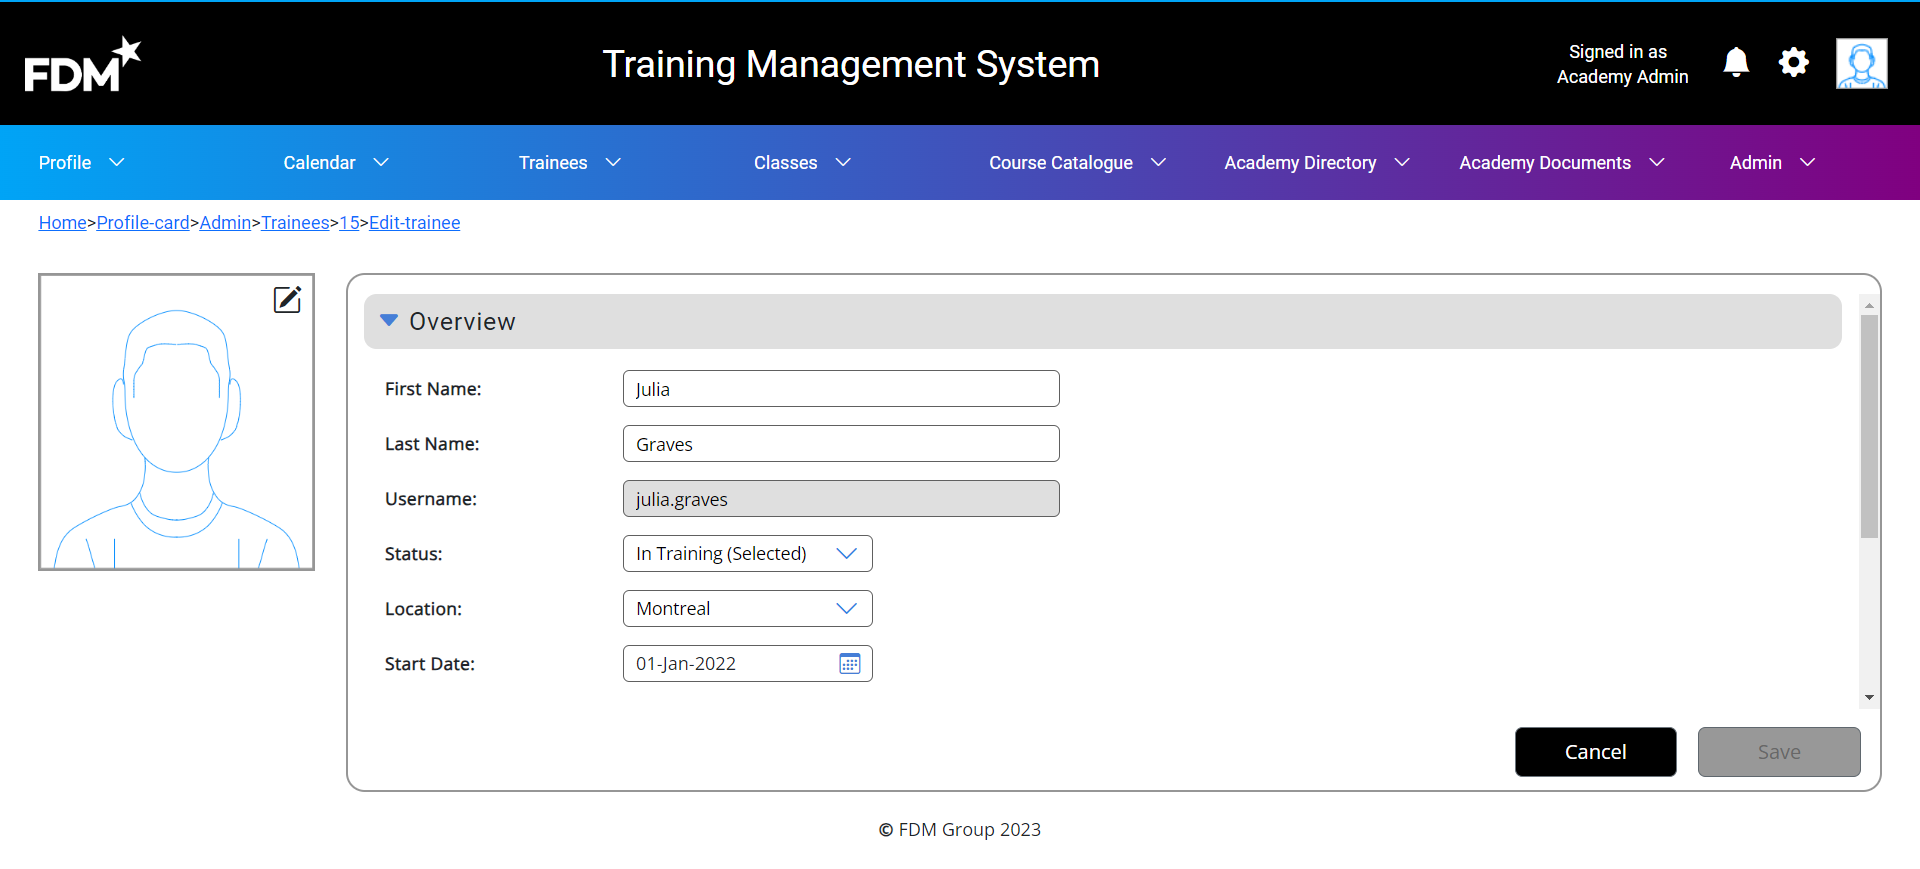 FDM
Training Management System
Signed in as
Academy Admin
Profile
Calendar
Trainees
Classes
Course Catalogue
Academy Directory
Academy Documents
Admin
Home>Profile-card>Admin>Trainees>15>Edit-trainee
Overview
First Name: Julia
Last Name: Graves
Username: julia.graves
Status: In Training (Selected)
Location: Montreal
Start Date: 01-Jan-2022
Cancel
Save
© FDM Group 2023